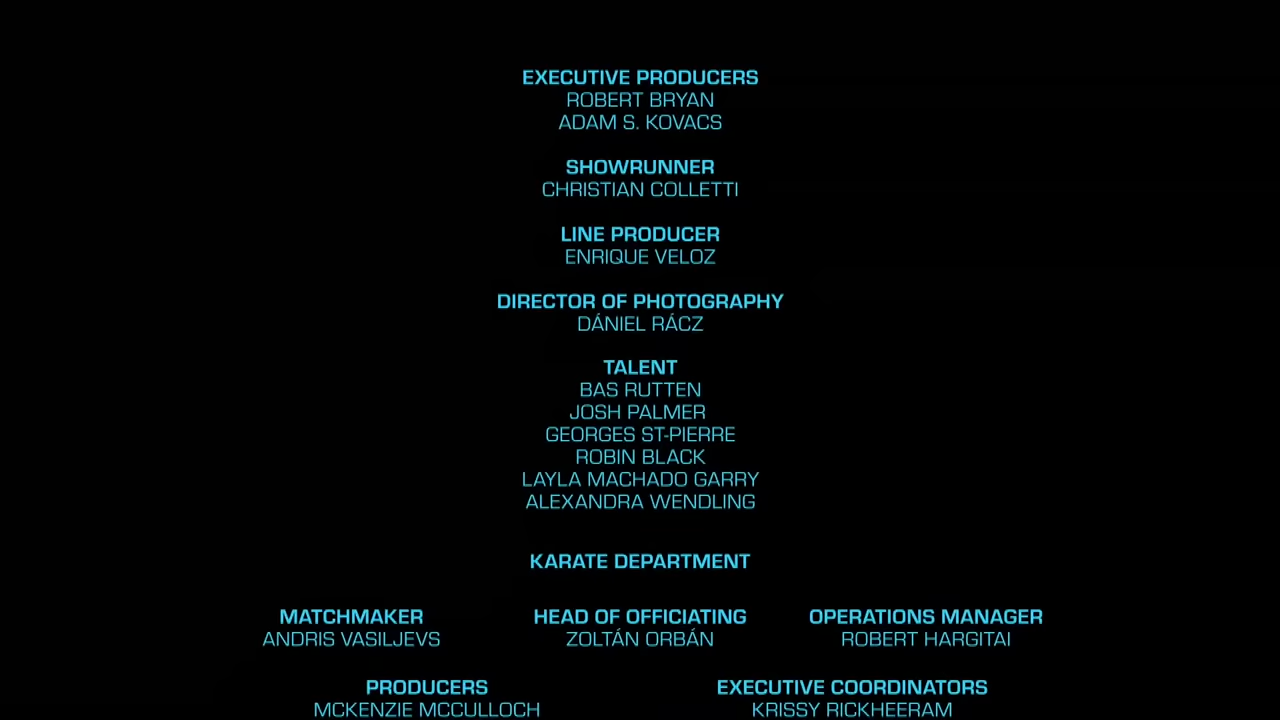 EXECUTIVE PRODUCERS
ROBERT BRYAN
ADAM S. KOVACS
SHOWRUNNER
CHRISTIAN COLLETTI
LINE PRODUCER
ENRIQUE VELOZ
DIRECTOR OF PHOTOGRAPHY
DÁNIEL RÁCZ
TALENT
BAS RUTTEN
JOSH PALMER
GEORGES ST-PIERRE
ROBIN BLACK
LAYLA MACHADO GARRY
ALEXANDRA WENDLING
KARATE DEPARTMENT
MATCHMAKER HEAD OF OFFICIATING OPERATIONS MANAGER
ANDRIS VASILJEVS ZOLTÁN ORBÁN ROBERT HARGITAI
PRODUCERS EXECUTIVE COORDINATORS
MCKENZIE MCCULLOCH KRISSY RICKHEERAM